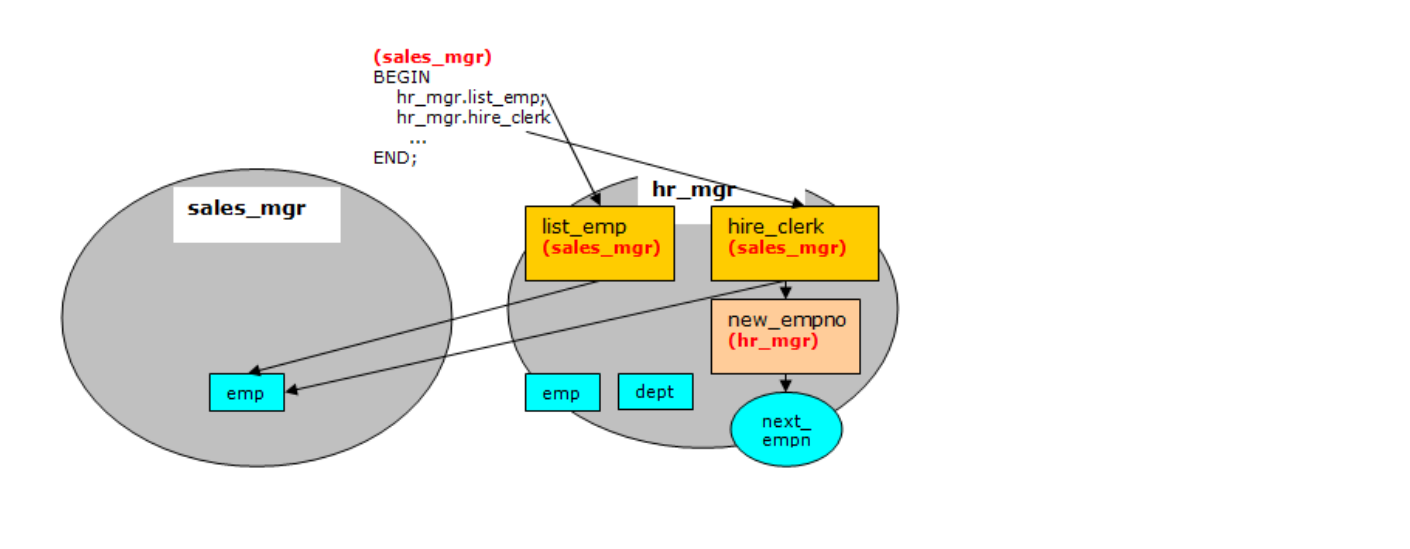 (sales_mgr)
BEGIN
hr_mgr.list_emp;
hr_mgr.hire_clerk
...
END;
sales_mgr
hr_mgr
list_emp
(sales_mgr)
hire_clerk
(sales_mgr)
new_empno
(hr_mgr)
emp
emp
dept
next_
empn